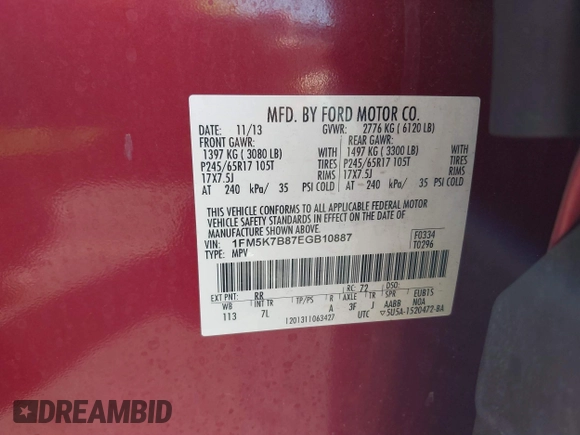 MFD. BY FORD MOTOR CO.
DATE: 11/13 GVWR: 2776 KG ( 6120 LB)
FRONT GAWR: REAR GAWR:
1397 KG ( 3080 LB) WITH 1497 KG ( 3300 LB) WITH
P245/65R17 105T TIRES P245/65R17 105T TIRES
17X7.5J RIMS 17X7.5J RIMS
AT 240 kPa/ 35 PSI COLD AT 240 kPa/ 35 PSI COLD
THIS VEHICLE CONFORMS TO ALL APPLICABLE FEDERAL MOTOR
VEHICLE SAFETY STANDARDS IN EFFECT ON THE DATE OF
MANUFACTURE SHOWN ABOVE.
VIN: 1FM5K7B87EGB10887 F0334
TYPE: MPV T0296
EXT PNT: RR RC: 72 DSO:
WB INT TR TP/PS R AXLE TR SPR EUB15
113 7L A 3F J AABB NOA
1201311063427 UTC ▽5U5A-1520472-BA
DREAMBID